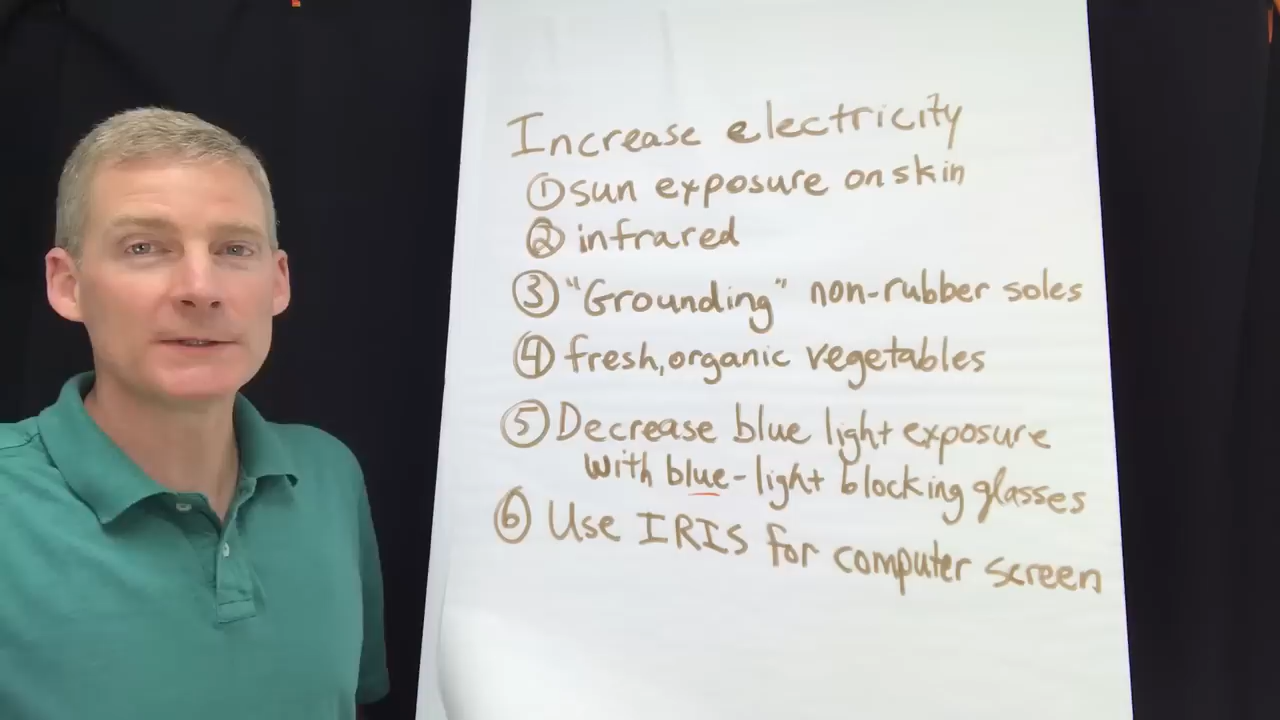 Increase electricity
① sun exposure on skin
② infrared
③ "Grounding" non-rubber soles
④ fresh, organic vegetables
⑤ Decrease blue light exposure
with blue-light blocking glasses
⑥ Use IRIS for computer screen